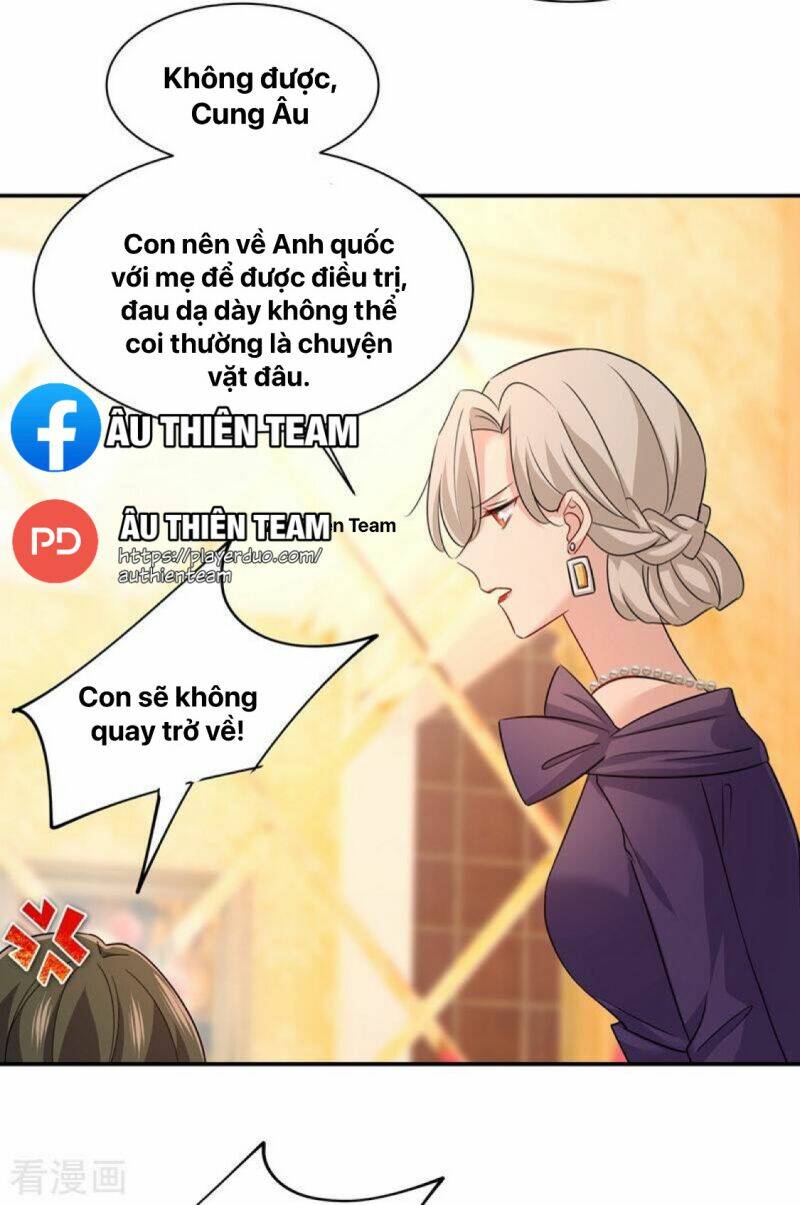 Không được,
Cung Âu
Con nên về Anh quốc
với mẹ để được điều trị,
đau dạ dày không thể
coi thường là chuyện
vặt đâu.
ÂU THIÊN TEAM
PD
ÂU THIÊN TEAM
ên Team
https://playerduo.com/
authienteam
Con sẽ không
quay trở về!
看漫画